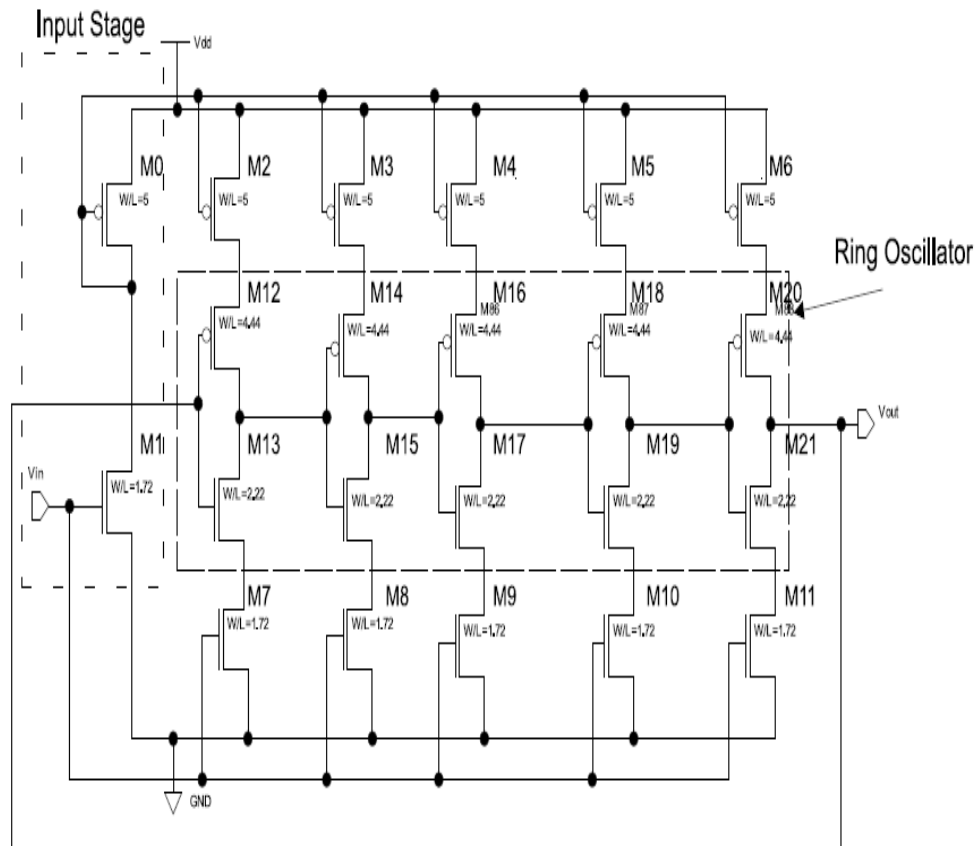 Input Stage
Vdd
M0
M2
M3
M4
M5
M6
W/L=5
W/L=5
W/L=5
W/L=5
W/L=5
W/L=5
Ring Oscillator
M12
M14
M16
M18
M20
M86
M87
W/L=4.44
W/L=4.44
W/L=4.44
W/L=4.44
W/L=4.44
Vout
M1
M13
M15
M17
M19
M21
Vin
W/L=1.72
W/L=2.22
W/L=2.22
W/L=2.22
W/L=2.22
W/L=2.22
M7
M8
M9
M10
M11
W/L=1.72
W/L=1.72
W/L=1.72
W/L=1.72
W/L=1.72
GND